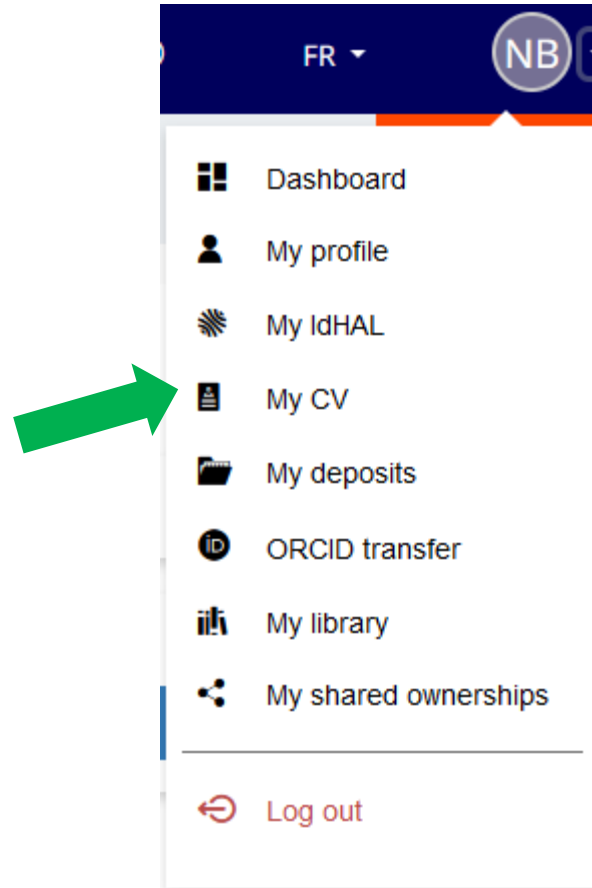 FR
NB
Dashboard
My profile
My IdHAL
My CV
My deposits
iD ORCID transfer
My library
My shared ownerships
Log out